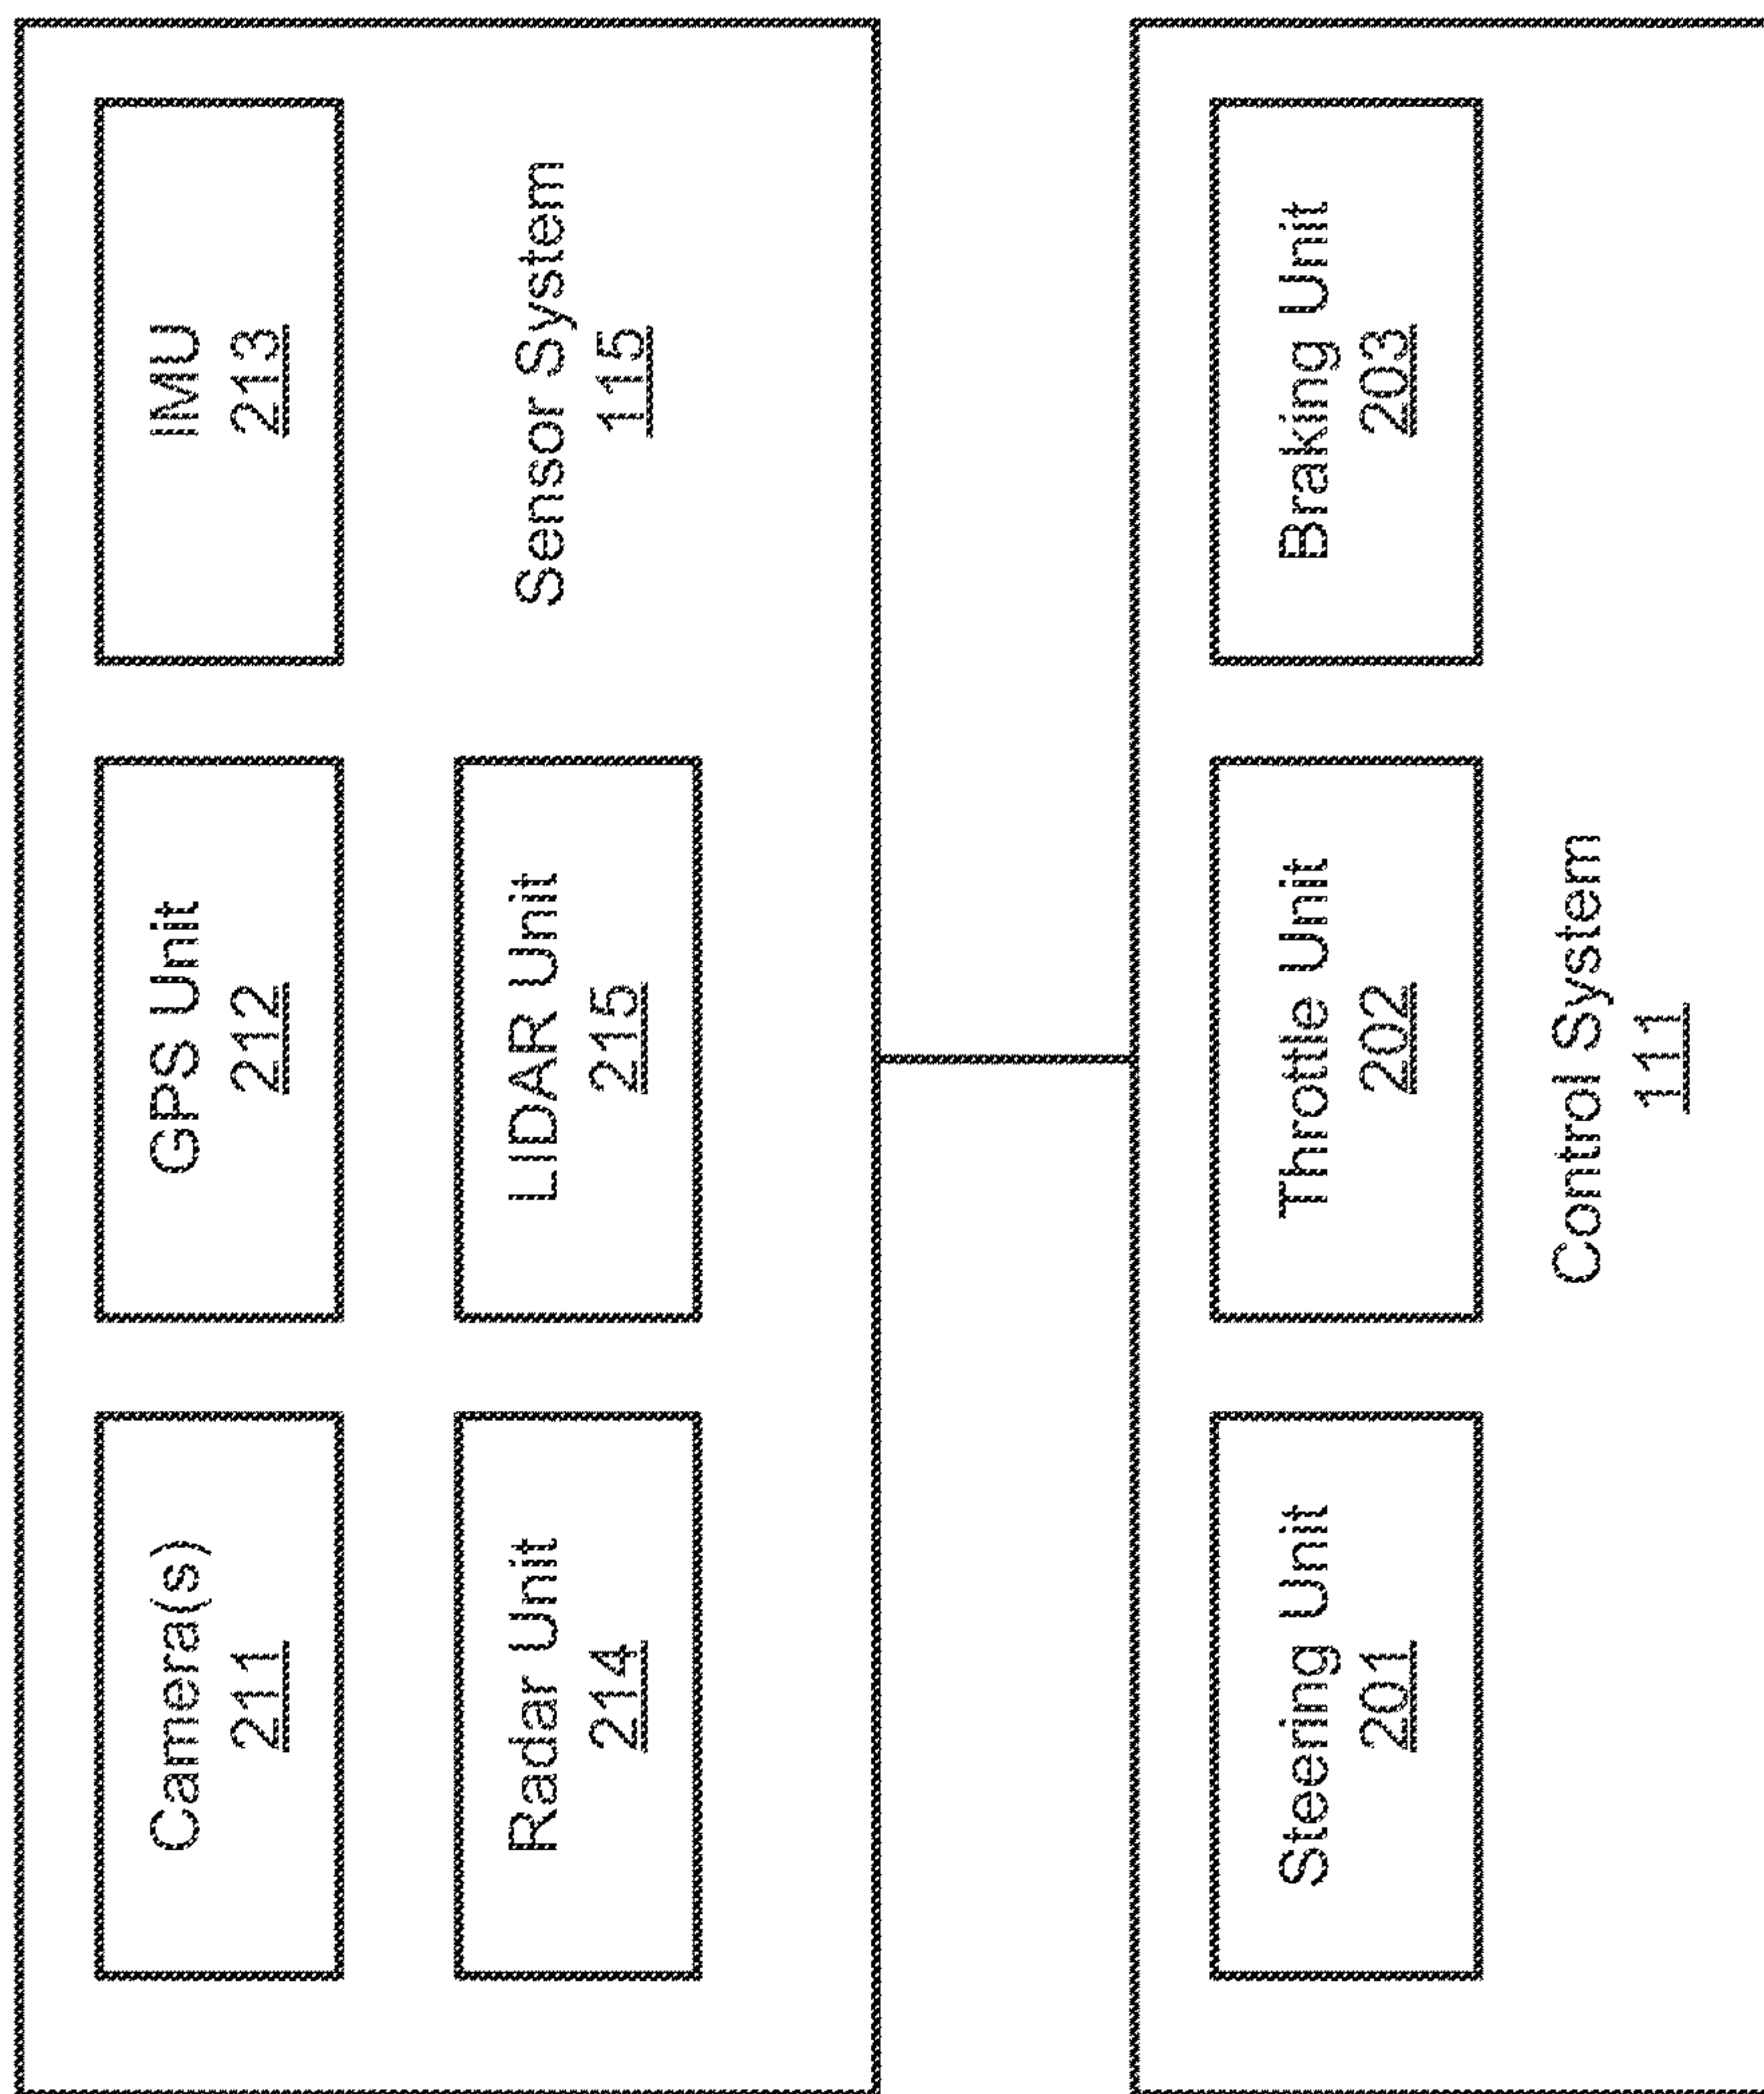 Camera(s)
211
GPS Unit
212
IMU
213
Radar Unit
214
LIDAR Unit
215
Sensor System
115
Steering Unit
201
Throttle Unit
202
Braking Unit
203
Control System
111